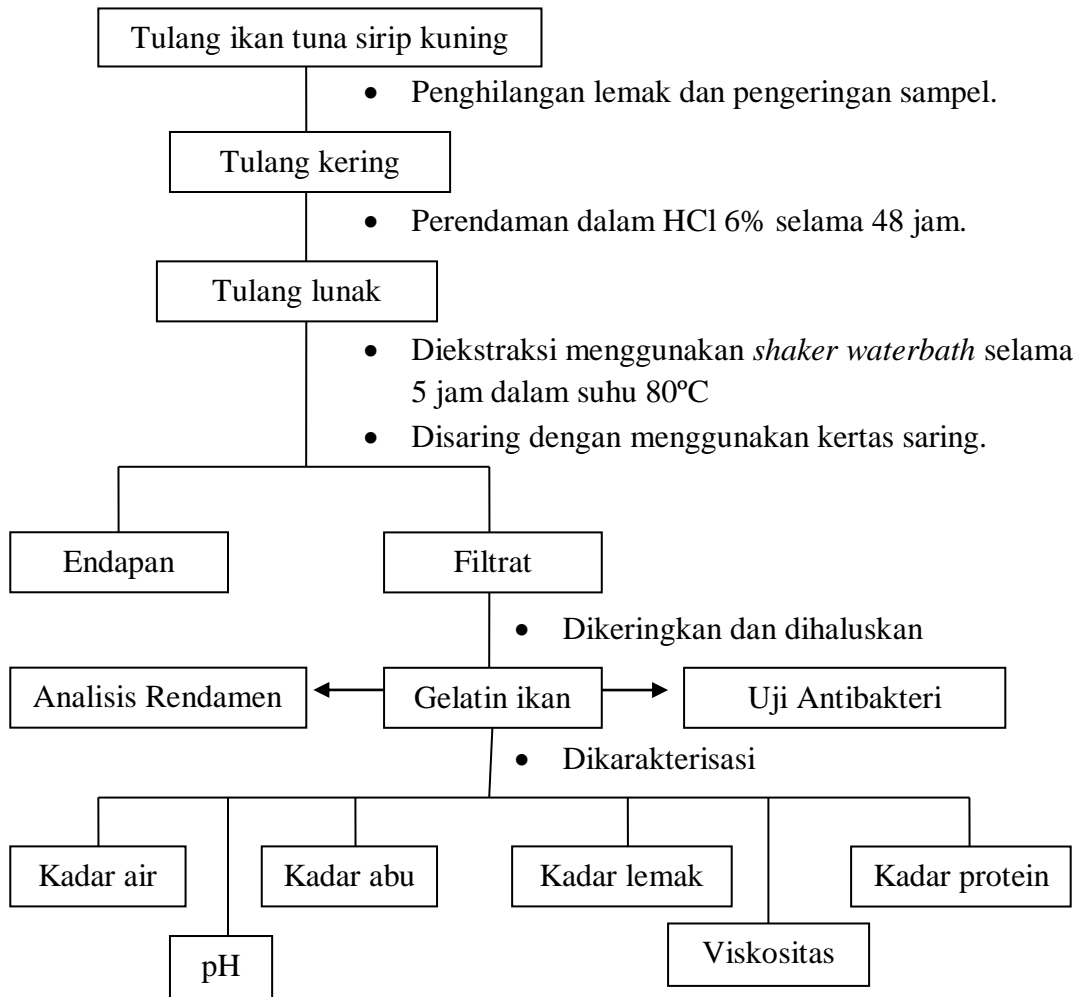 Tulang ikan tuna sirip kuning
• Penghilangan lemak dan pengeringan sampel.
Tulang kering
• Perendaman dalam HCl 6% selama 48 jam.
Tulang lunak
• Diekstraksi menggunakan shaker waterbath selama
5 jam dalam suhu 80ºC
• Disaring dengan menggunakan kertas saring.
Endapan
Filtrat
• Dikeringkan dan dihaluskan
Analisis Rendamen
Gelatin ikan
Uji Antibakteri
• Dikarakterisasi
Kadar air
Kadar abu
Kadar lemak
Kadar protein
pH
Viskositas